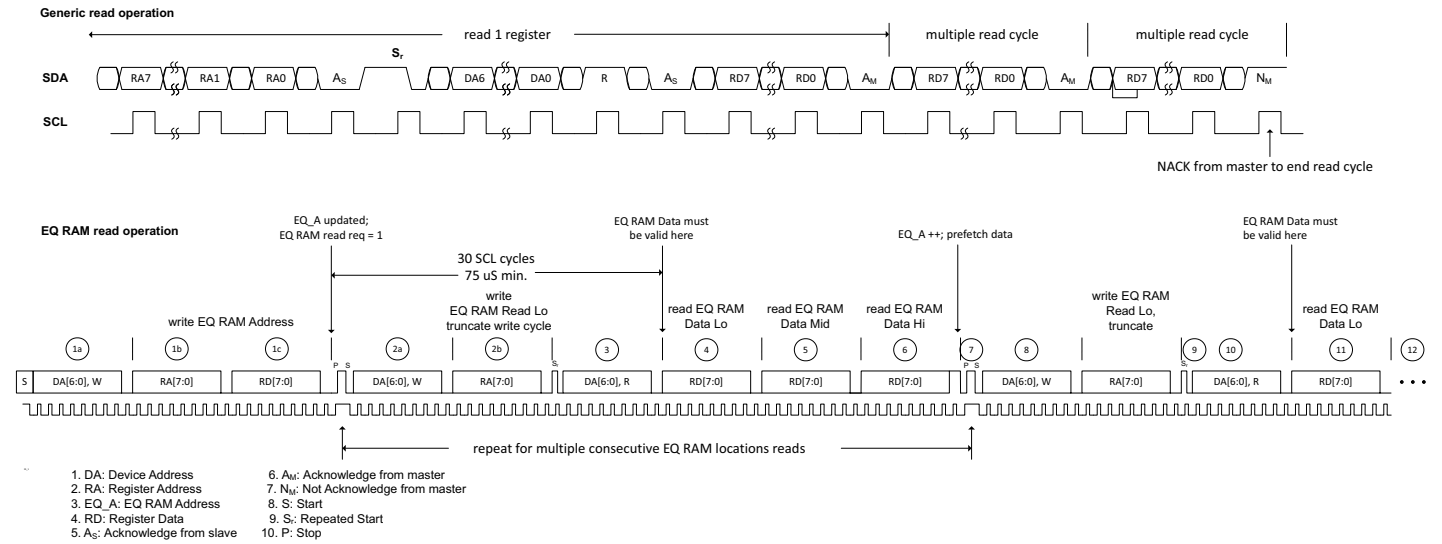 Generic read operation
read 1 register
multiple read cycle
multiple read cycle
Sr
SDA
RA7 RA1 RA0 AS DA6 DA0 R AS RD7 RD0 AM RD7 RD0 AM RD7 RD0 NM
SCL
NACK from master to end read cycle
EQ RAM read operation
EQ_A updated;
EQ RAM read req = 1
EQ RAM Data must
be valid here
EQ_A ++; prefetch data
EQ RAM Data must
be valid here
30 SCL cycles
75 uS min.
write EQ RAM Address
write
EQ RAM Read Lo
truncate write cycle
read EQ RAM
Data Lo
read EQ RAM
Data Mid
read EQ RAM
Data Hi
write EQ RAM
Read Lo,
truncate
read EQ RAM
Data Lo
1a 1b 1c 2a 2b 3 4 5 6 7 8 9 10 11 12
P S Sr P S Sr
S DA[6:0], W RA[7:0] RD[7:0] DA[6:0], W RA[7:0] DA[6:0], R RD[7:0] RD[7:0] RD[7:0] DA[6:0], W RA[7:0] DA[6:0], R RD[7:0] • • •
repeat for multiple consecutive EQ RAM locations reads
1. DA: Device Address
2. RA: Register Address
3. EQ_A: EQ RAM Address
4. RD: Register Data
5. AS: Acknowledge from slave
6. AM: Acknowledge from master
7. NM: Not Acknowledge from master
8. S: Start
9. Sr: Repeated Start
10. P: Stop